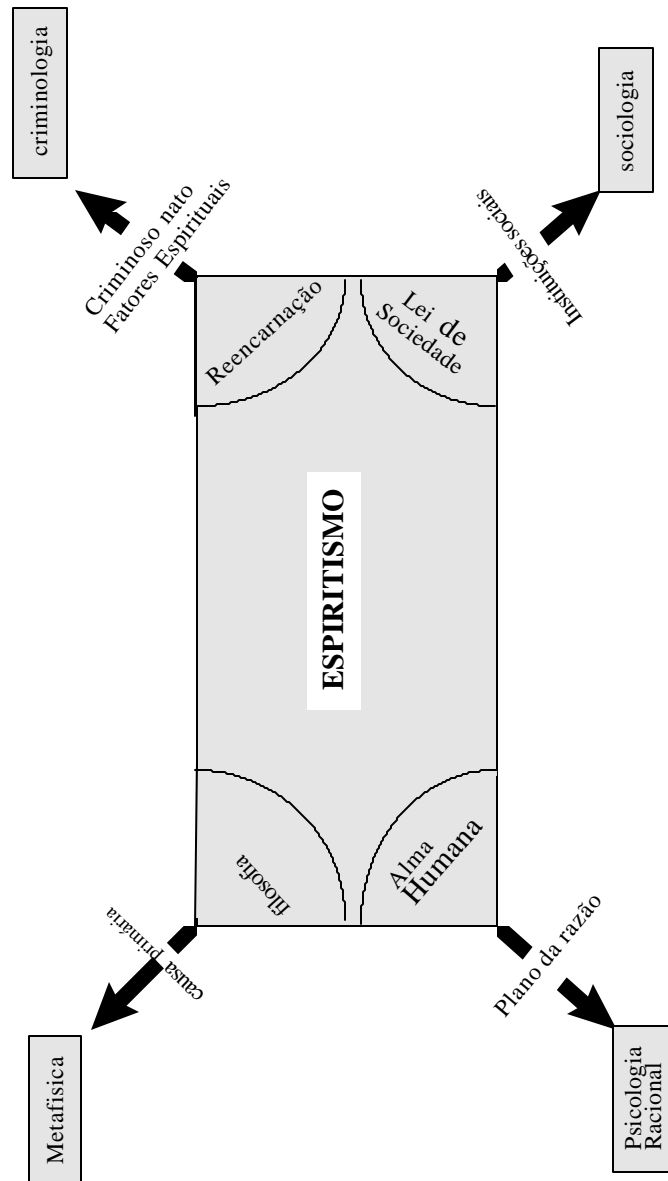 Metafisica
criminologia
causa primária
Criminoso nato
Fatores Espirituais
filosofia
Reencarnação
ESPIRITISMO
Alma
Humana
Lei de
Sociedade
Plano da razão
Instituições sociais
Psicologia
Racional
sociologia